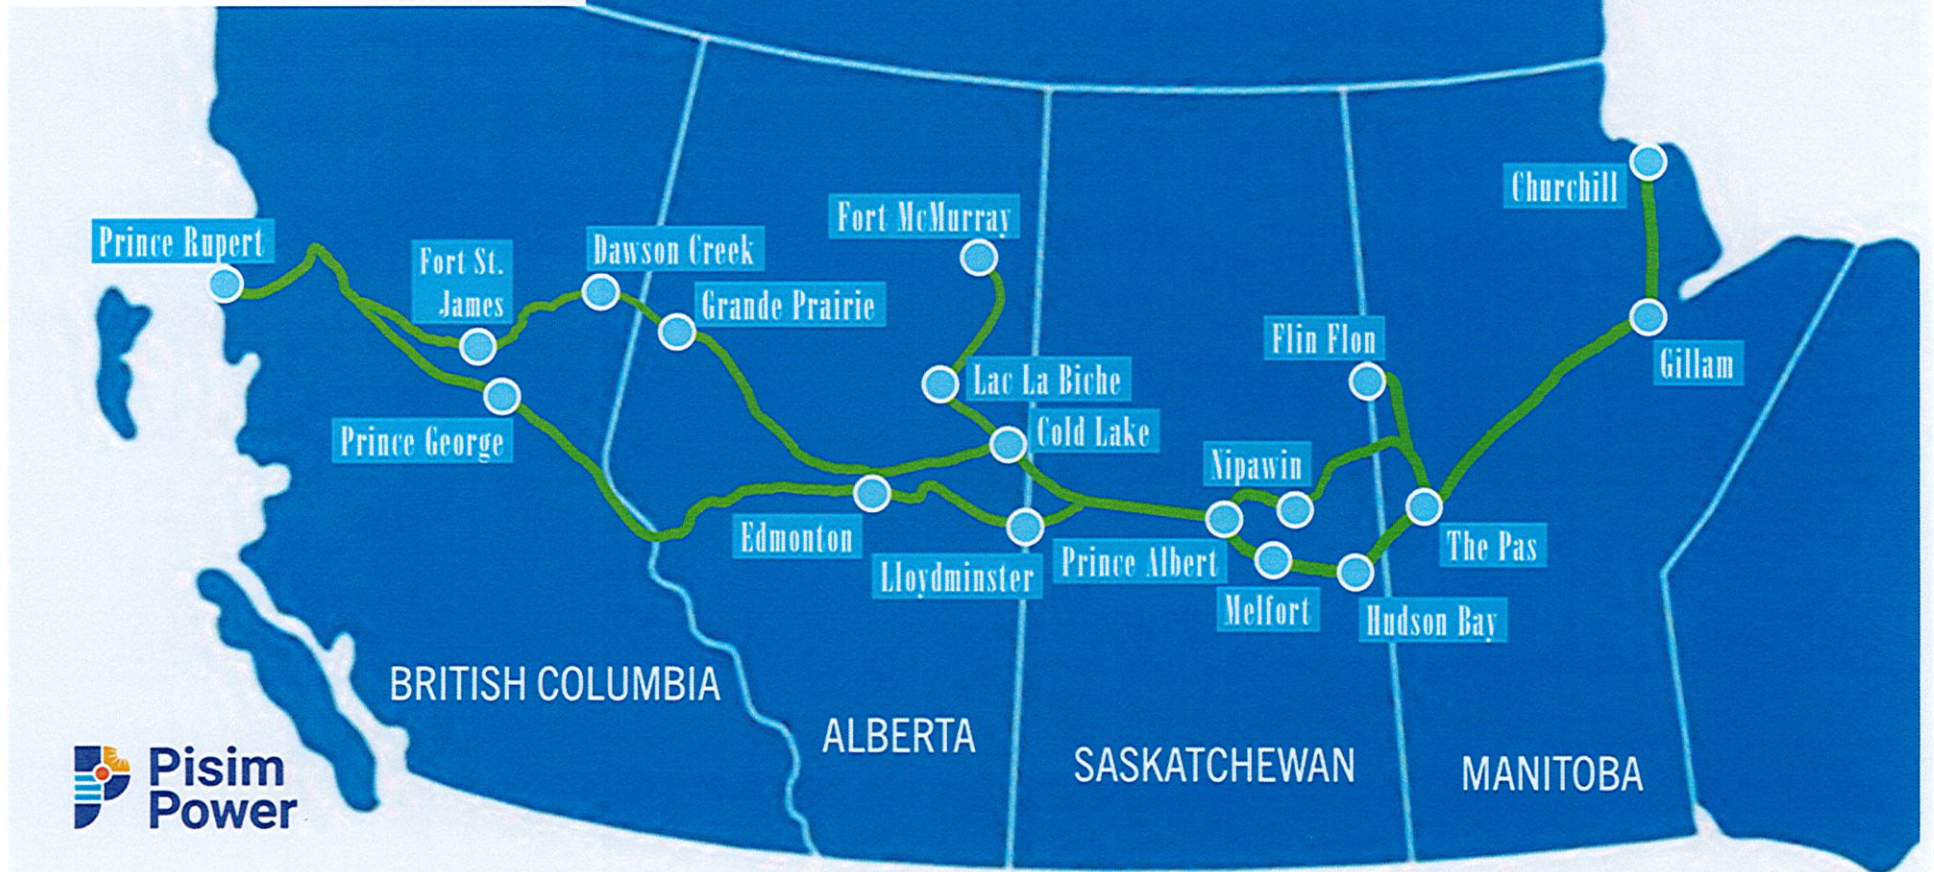 Churchill
Fort McMurray
Prince Rupert
Dawson Creek
Fort St.
James
Grande Prairie
Flin Flon
Gillam
Lac La Biche
Cold Lake
Prince George
Nipawin
Edmonton
The Pas
Lloydminster
Prince Albert
Melfort
Hudson Bay
BRITISH COLUMBIA
ALBERTA
SASKATCHEWAN
MANITOBA
Pisim
Power